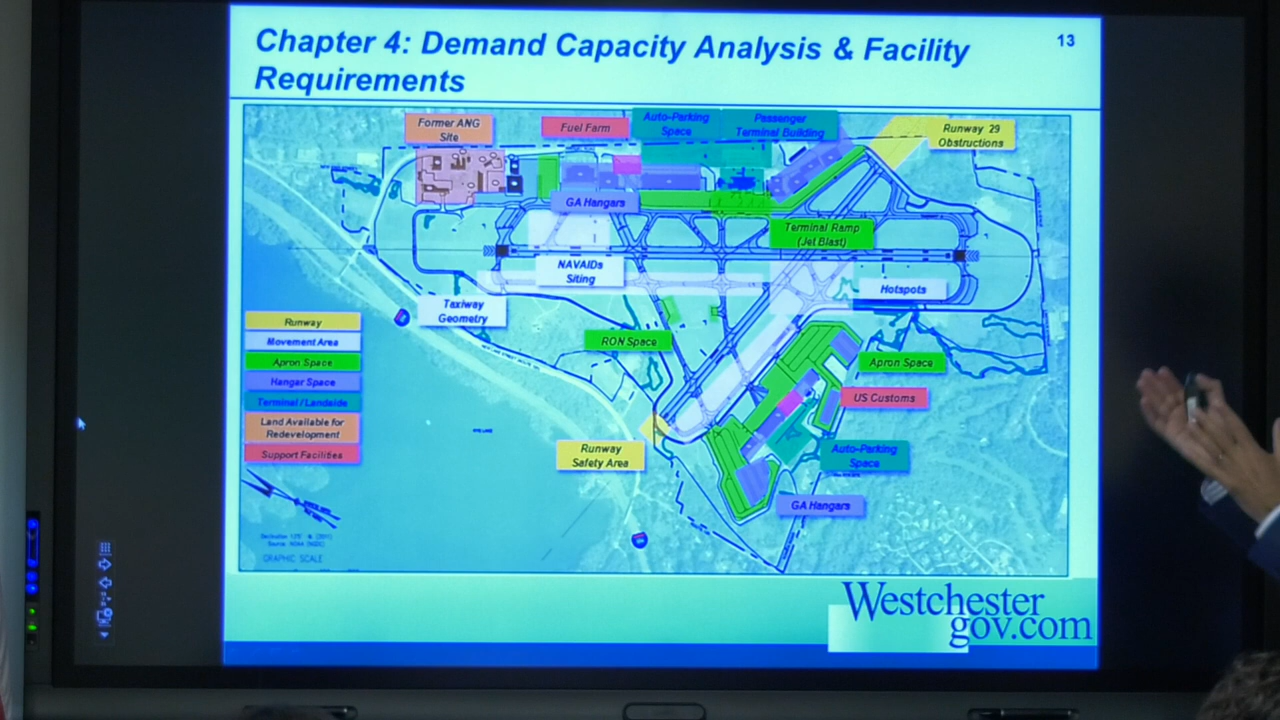 Chapter 4: Demand Capacity Analysis & Facility
Requirements
13
Former ANG
Site
Fuel Farm
Auto-Parking
Space
Passenger
Terminal Building
Runway 29
Obstructions
GA Hangars
Terminal Ramp
(Jet Blast)
NAVAIDs
Siting
Hotspots
Taxiway
Geometry
RON Space
Apron Space
US Customs
Runway
Safety Area
Auto-Parking
Space
GA Hangars
Runway
Movement Area
Apron Space
Hangar Space
Terminal / Landside
Land Available for
Redevelopment
Support Facilities
GRAPHIC SCALE
Westchester
gov.com